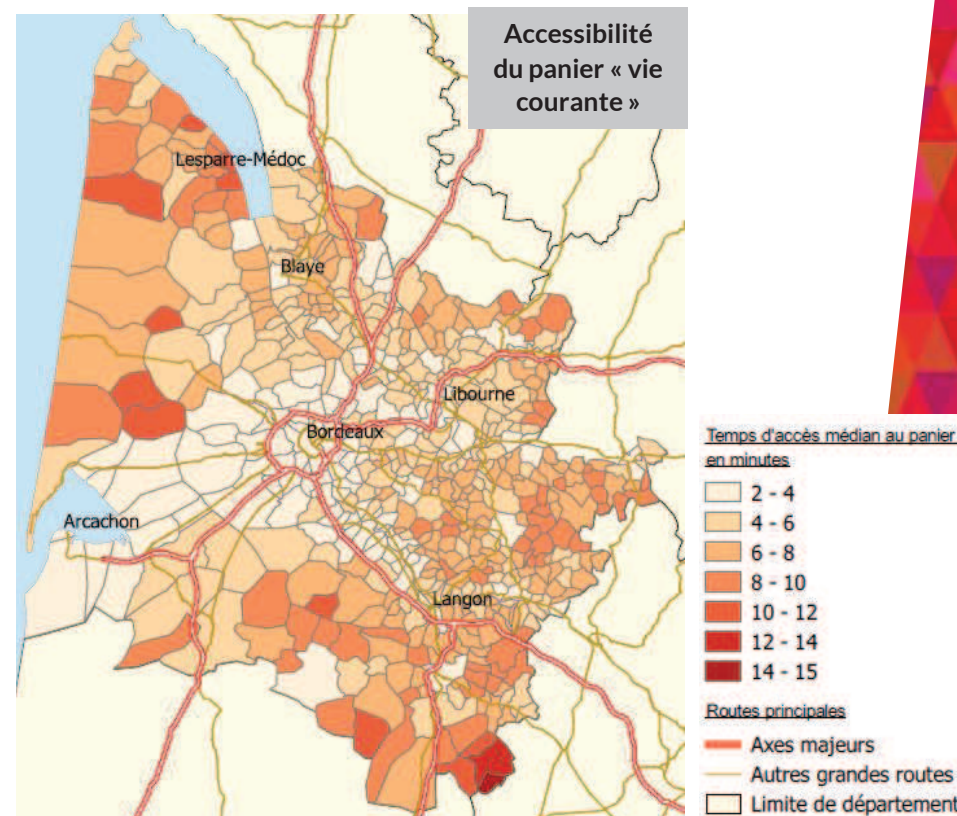 Accessibilité
du panier « vie
courante »
Lesparre-Médoc
Blaye
Libourne
Bordeaux
Arcachon
Langon
Temps d'accès médian au panier
en minutes
2 - 4
4 - 6
6 - 8
8 - 10
10 - 12
12 - 14
14 - 15
Routes principales
Axes majeurs
Autres grandes routes
Limite de département